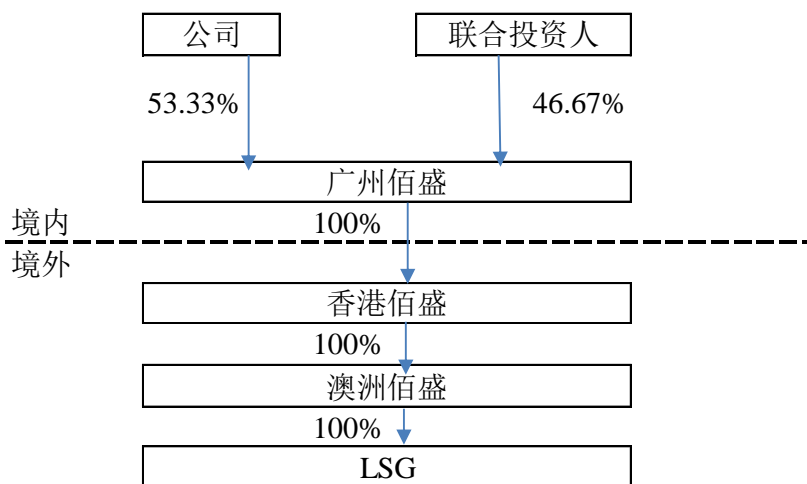 公司 联合投资人
53.33% 46.67%
广州佰盛
境内 100%
境外
香港佰盛
100%
澳洲佰盛
100%
LSG